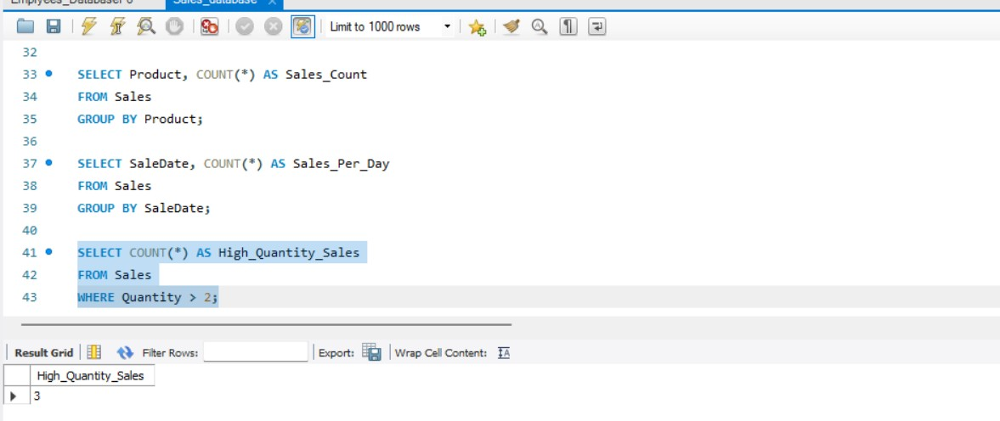 Sales_database
Limit to 1000 rows
32
33 SELECT Product, COUNT(*) AS Sales_Count
34 FROM Sales
35 GROUP BY Product;
36
37 SELECT SaleDate, COUNT(*) AS Sales_Per_Day
38 FROM Sales
39 GROUP BY SaleDate;
40
41 SELECT COUNT(*) AS High_Quantity_Sales
42 FROM Sales
43 WHERE Quantity > 2;
Result Grid Filter Rows: Export: Wrap Cell Content: IA
High_Quantity_Sales
3